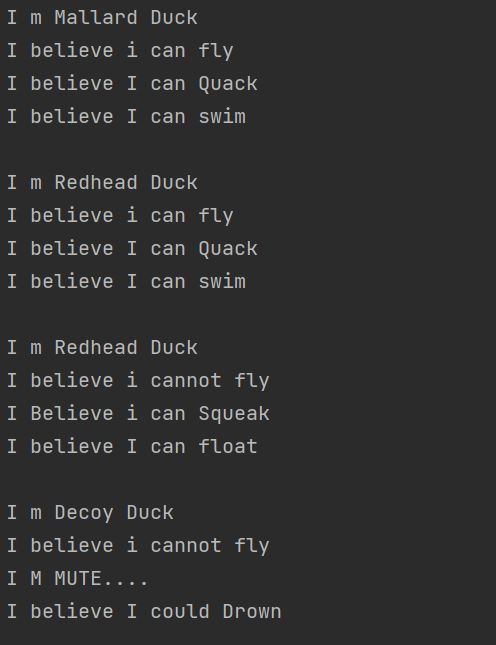 I m Mallard Duck
I believe i can fly
I believe I can Quack
I believe I can swim

I m Redhead Duck
I believe i can fly
I believe I can Quack
I believe I can swim

I m Redhead Duck
I believe i cannot fly
I Believe i can Squeak
I believe I can float

I m Decoy Duck
I believe i cannot fly
I M MUTE....
I believe I could Drown